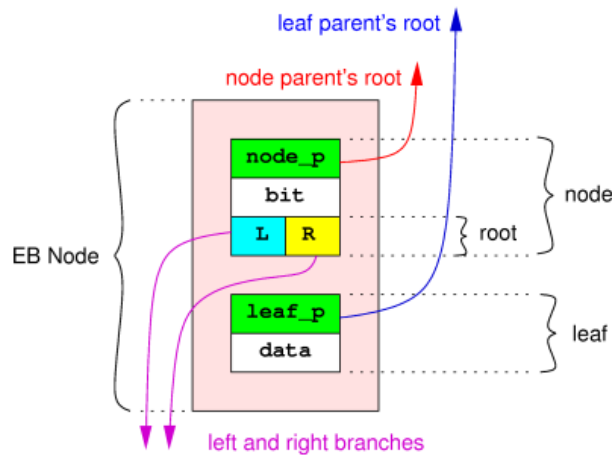 leaf parent's root
node parent's root
node_p
bit
L R
root
node
EB Node
leaf_p
data
leaf
left and right branches